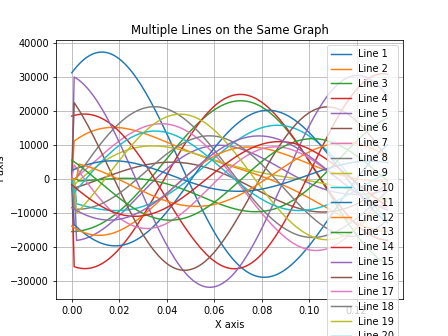 Multiple Lines on the Same Graph
40000
30000
20000
10000
0
−10000
−20000
−30000
0.00
0.02
0.04
0.06
0.08
0.10
X axis
Line 1
Line 2
Line 3
Line 4
Line 5
Line 6
Line 7
Line 8
Line 9
Line 10
Line 11
Line 12
Line 13
Line 14
Line 15
Line 16
Line 17
Line 18
Line 19
Line 20